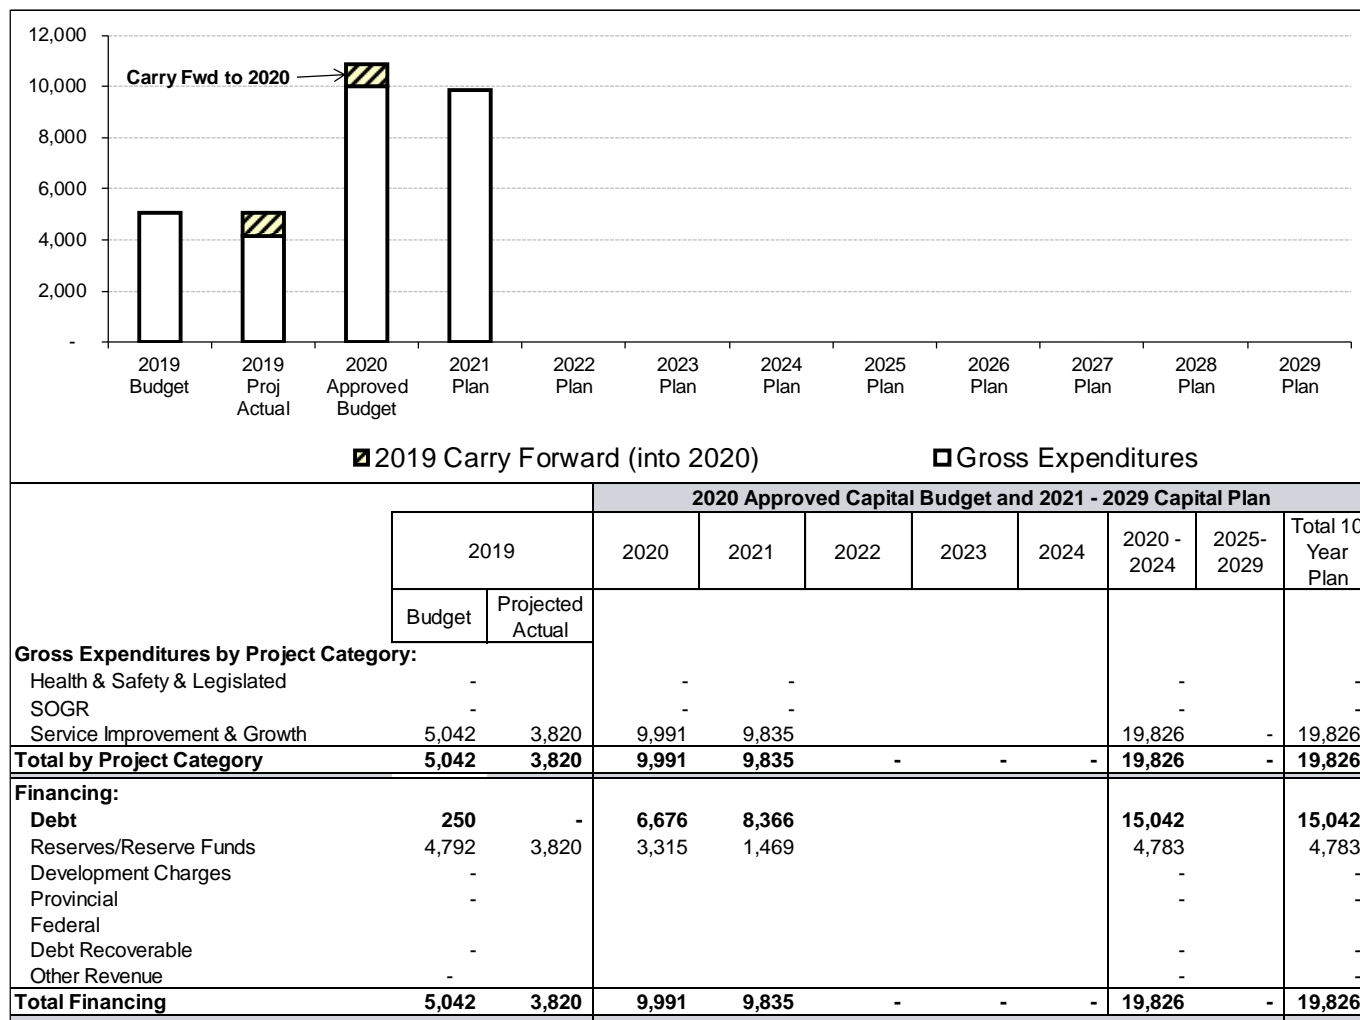 12,000
10,000
8,000
6,000
4,000
2,000
-
Carry Fwd to 2020
2019 Budget
2019 Proj Actual
2020 Approved Budget
2021 Plan
2022 Plan
2023 Plan
2024 Plan
2025 Plan
2026 Plan
2027 Plan
2028 Plan
2029 Plan
2019 Carry Forward (into 2020) Gross Expenditures
2020 Approved Capital Budget and 2021 - 2029 Capital Plan
2019 2020 2021 2022 2023 2024 2020 - 2024 2025-2029 Total 10 Year Plan
Budget Projected Actual
Gross Expenditures by Project Category:
Health & Safety & Legislated - - - - -
SOGR - - - - -
Service Improvement & Growth 5,042 3,820 9,991 9,835 19,826 - 19,826
Total by Project Category 5,042 3,820 9,991 9,835 - - - 19,826 - 19,826
Financing:
Debt 250 - 6,676 8,366 15,042 15,042
Reserves/Reserve Funds 4,792 3,820 3,315 1,469 4,783 4,783
Development Charges - - -
Provincial - - -
Federal
Debt Recoverable - - -
Other Revenue - - -
Total Financing 5,042 3,820 9,991 9,835 - - - 19,826 - 19,826